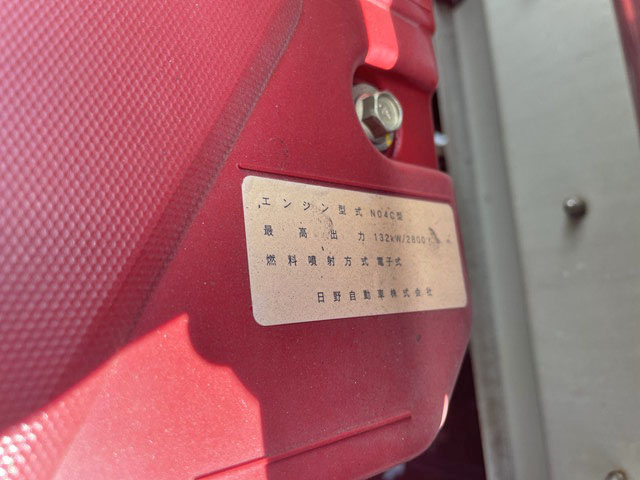 エンジン型式 N04C型
最高出力 132kW/2800
燃料噴射方式 電子式
日野自動車株式会社